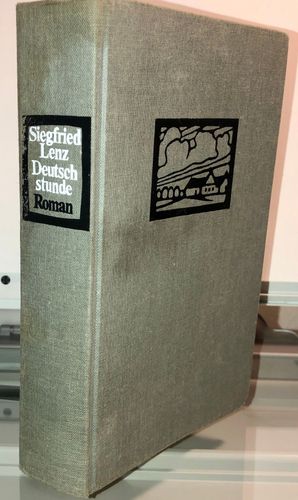 Siegfried
Lenz
Deutsch
stunde
Roman